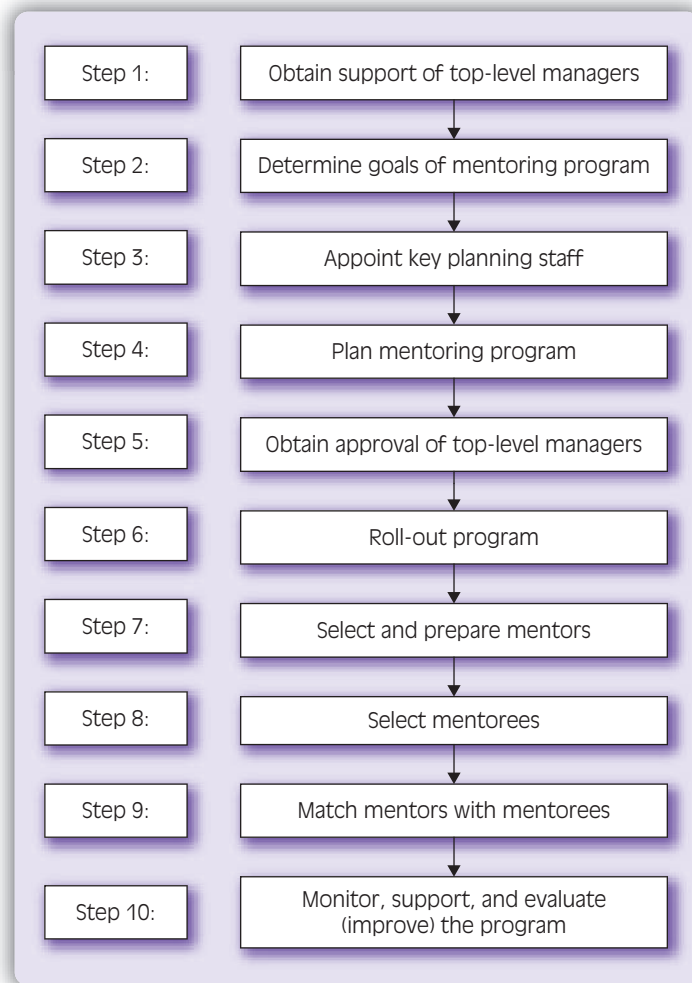 Step 1:
Obtain support of top-level managers
Step 2:
Determine goals of mentoring program
Step 3:
Appoint key planning staff
Step 4:
Plan mentoring program
Step 5:
Obtain approval of top-level managers
Step 6:
Roll-out program
Step 7:
Select and prepare mentors
Step 8:
Select mentorees
Step 9:
Match mentors with mentorees
Step 10:
Monitor, support, and evaluate
(improve) the program